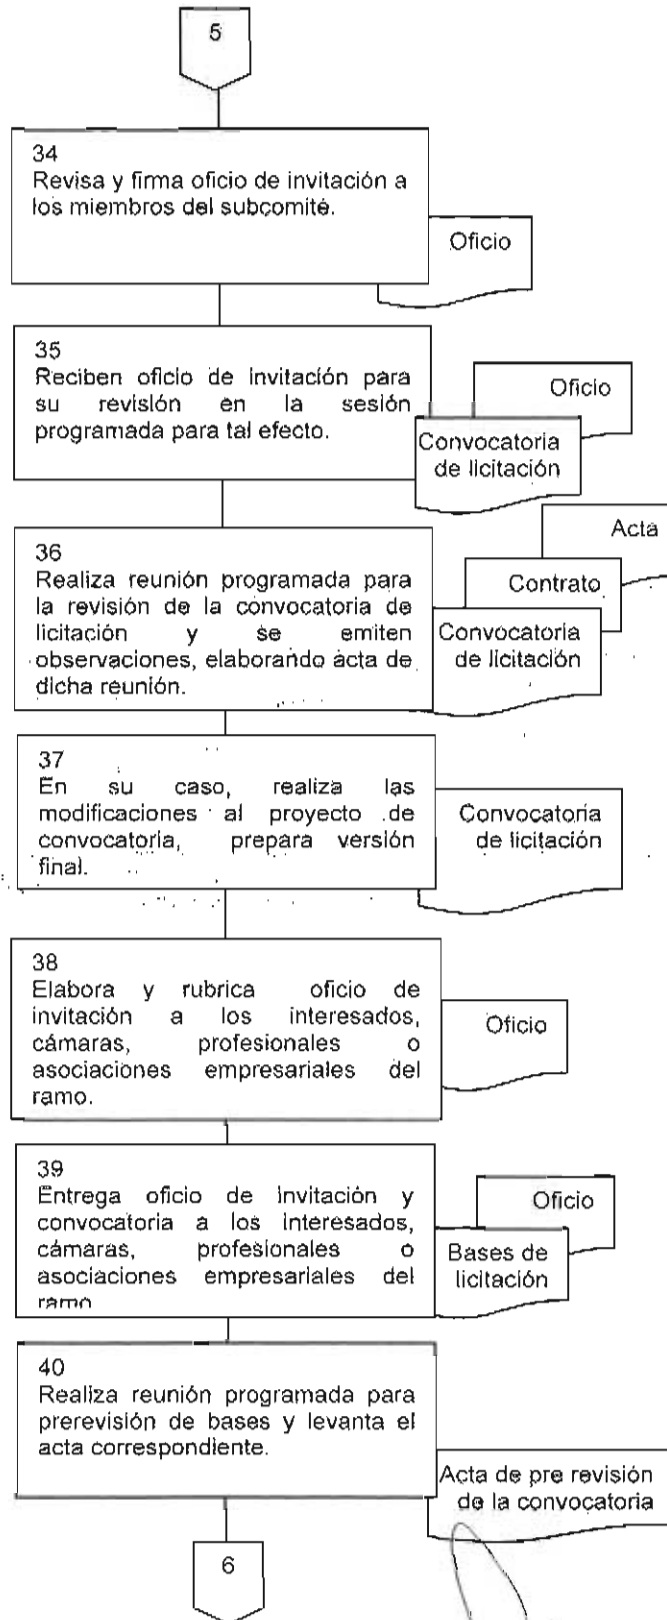 5
34
Revisa y firma oficio de invitación a
los miembros del subcomité.
Oficio
35
Reciben oficio de invitación para
su revisión en la sesión
programada para tal efecto.
Oficio
Convocatoria
de licitación
36
Realiza reunión programada para
la revisión de la convocatoria de
licitación y se emiten
observaciones, elaborando acta de
dicha reunión.
Acta
Contrato
Convocatoria
de licitación
37
En su caso, realiza las
modificaciones al proyecto de
convocatoria, prepara versión
final.
Convocatoria
de licitación
38
Elabora y rubrica oficio de
invitación a los interesados,
cámaras, profesionales o
asociaciones empresariales del
ramo.
Oficio
39
Entrega oficio de invitación y
convocatoria a los interesados,
cámaras, profesionales o
asociaciones empresariales del
ramo
Oficio
Bases de
licitación
40
Realiza reunión programada para
prerevisión de bases y levanta el
acta correspondiente.
Acta de pre revisión
de la convocatoria
6